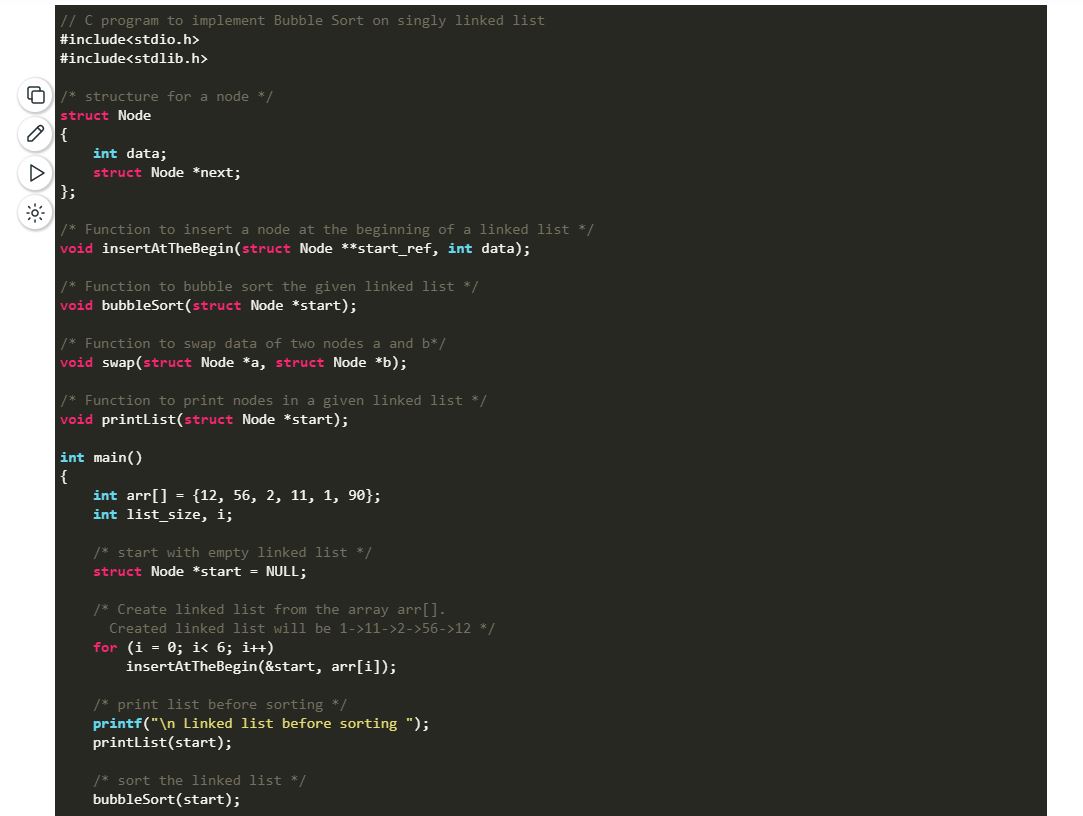 // C program to implement Bubble Sort on singly linked list
#include<stdio.h>
#include<stdlib.h>
/* structure for a node */
struct Node
{
    int data;
    struct Node *next;
};
/* Function to insert a node at the beginning of a linked list */
void insertAtTheBegin(struct Node **start_ref, int data);
/* Function to bubble sort the given linked list */
void bubbleSort(struct Node *start);
/* Function to swap data of two nodes a and b*/
void swap(struct Node *a, struct Node *b);
/* Function to print nodes in a given linked list */
void printList(struct Node *start);
int main()
{
    int arr[] = {12, 56, 2, 11, 1, 90};
    int list_size, i;
    /* start with empty linked list */
    struct Node *start = NULL;
    /* Create linked list from the array arr[].
      Created linked list will be 1->11->2->56->12 */
    for (i = 0; i< 6; i++)
        insertAtTheBegin(&start, arr[i]);
    /* print list before sorting */
    printf("\n Linked list before sorting ");
    printList(start);
    /* sort the linked list */
    bubbleSort(start);